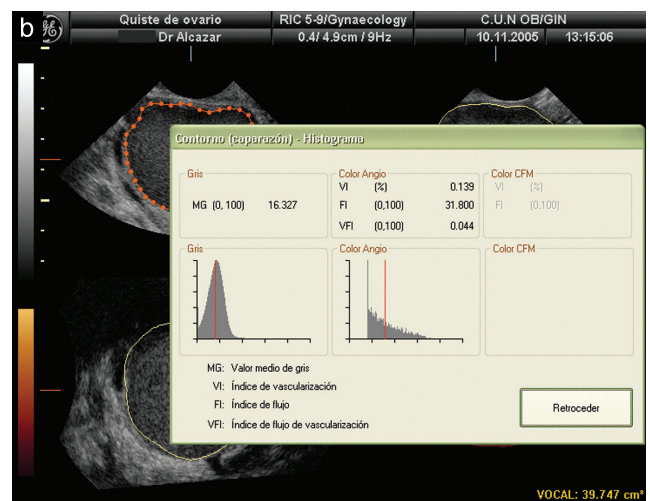 b
Quiste de ovario RIC 5-9/Gynaecology C.U.N OB/GIN
Dr Alcazar 0.4/ 4.9cm / 9Hz 10.11.2005 13:15:06
Contorno (caparazón) - Histograma
Gris Color Angio Color CFM
VI (%) 0.139 VI (%)
MG (0, 100) 16.327 FI (0,100) 31.800 FI (0,100)
VFI (0,100) 0.044
Gris Color Angio Color CFM
MG: Valor medio de gris
VI: Índice de vascularización
FI: Índice de flujo
VFI: Índice de flujo de vascularización
Retroceder
VOCAL: 39.747 cm³